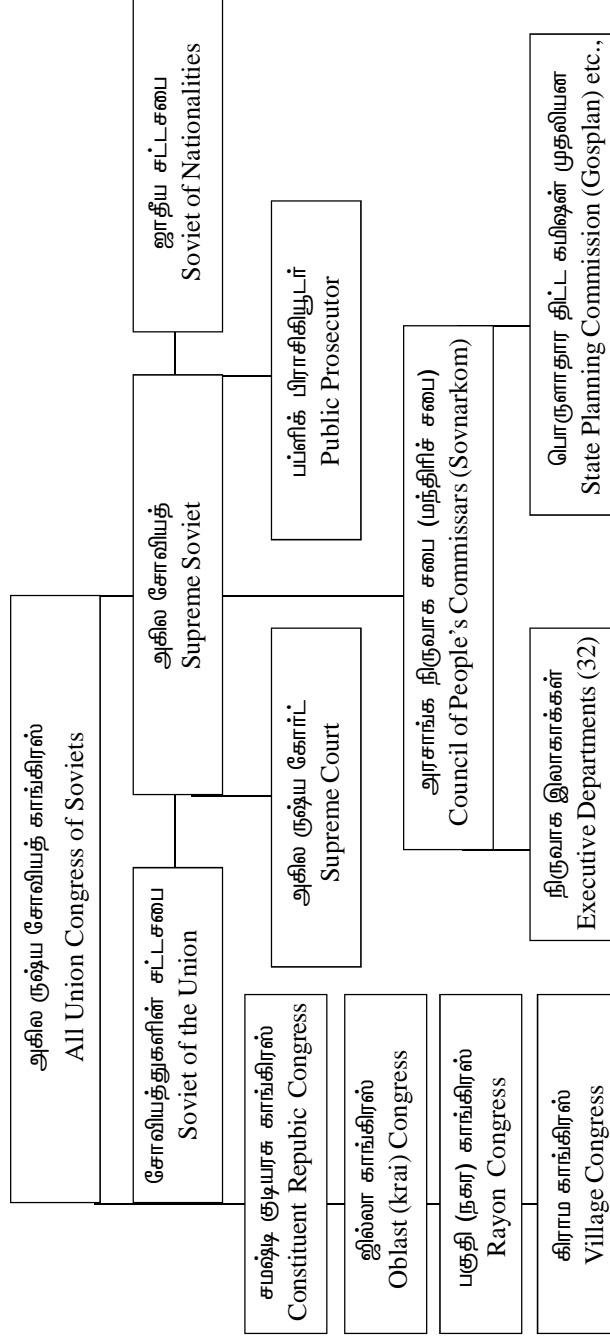 அகில ருஷ்ய சோவியத் காங்கிரஸ்
All Union Congress of Soviets
சோவியத்துகளின் சட்டசபை
Soviet of the Union
அகில சோவியத்
Supreme Soviet
ஜாதீய சட்டசபை
Soviet of Nationalities
சமஷ்டி குடியரசு காங்கிரஸ்
Constituent Repubic Congress
ஜில்லா காங்கிரஸ்
Oblast (krai) Congress
பகுதி (நகர) காங்கிரஸ்
Rayon Congress
கிராம காங்கிரஸ்
Village Congress
அகில ருஷ்ய கோர்ட்
Supreme Court
பப்ளிக் பிராசிகியூடர்
Public Prosecutor
அரசாங்க நிருவாக சபை (மந்திரிச் சபை)
Council of People's Commissars (Sovnarkom)
நிருவாக இலாகாக்கள்
Executive Departments (32)
பொருளாதார திட்ட கமிஷன் முதலியன
State Planning Commission (Gosplan) etc.,